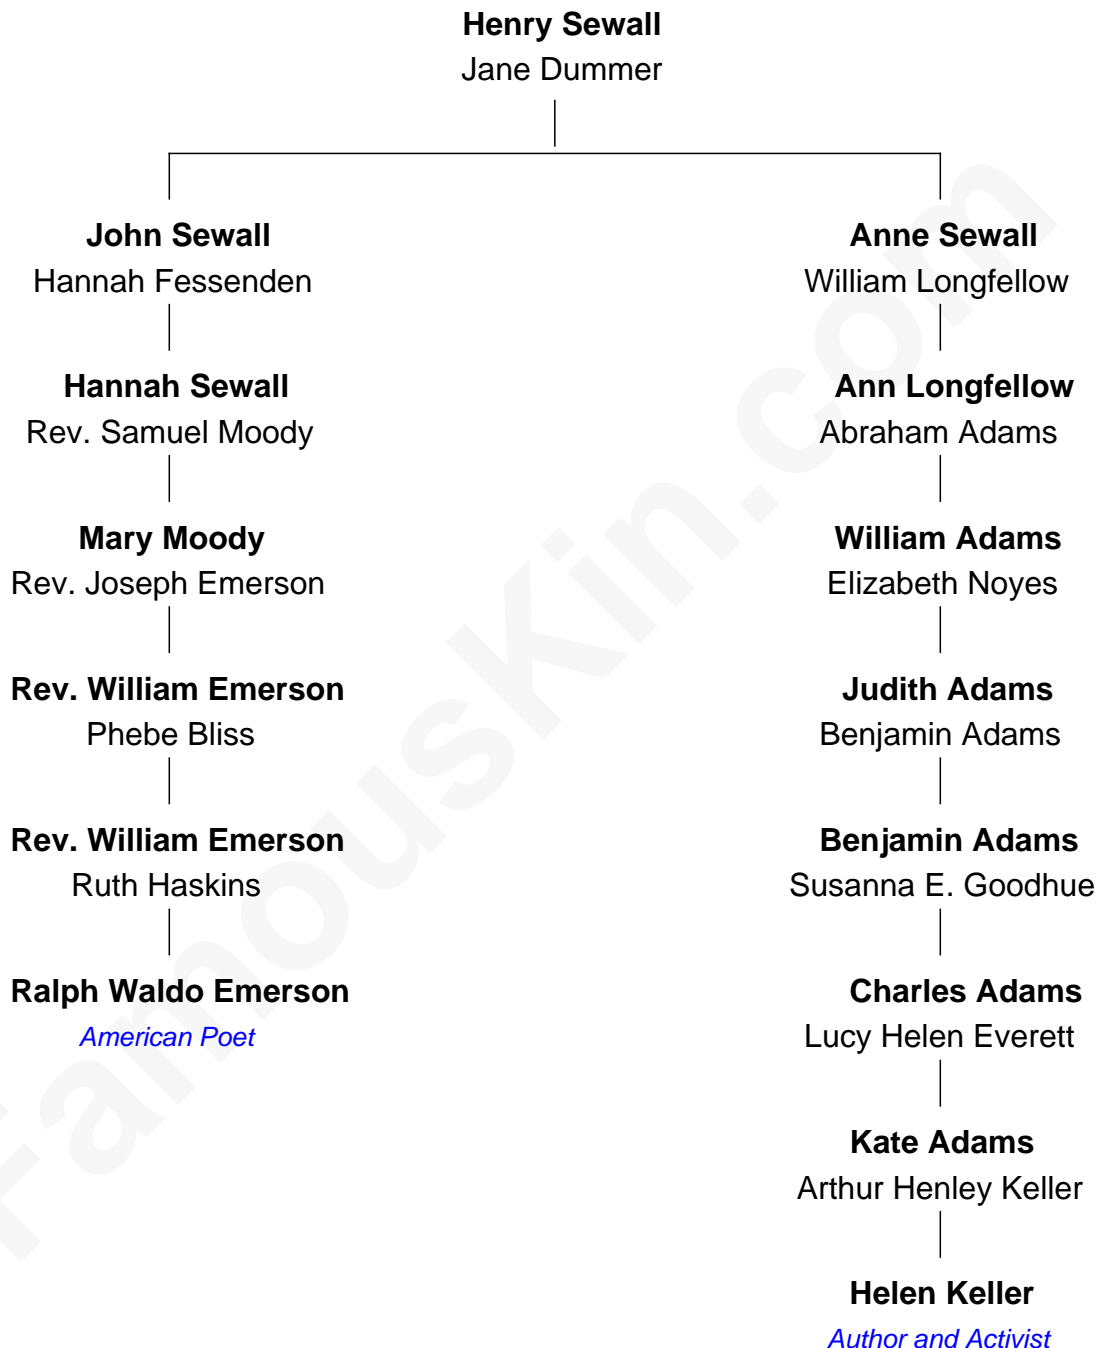 Henry Sewall
Jane Dummer
John Sewall
Hannah Fessenden
Anne Sewall
William Longfellow
Hannah Sewall
Rev. Samuel Moody
Ann Longfellow
Abraham Adams
Mary Moody
Rev. Joseph Emerson
William Adams
Elizabeth Noyes
Rev. William Emerson
Phebe Bliss
Judith Adams
Benjamin Adams
Rev. William Emerson
Ruth Haskins
Benjamin Adams
Susanna E. Goodhue
Ralph Waldo Emerson
American Poet
Charles Adams
Lucy Helen Everett
Kate Adams
Arthur Henley Keller
Helen Keller
Author and Activist
FamousKin.com